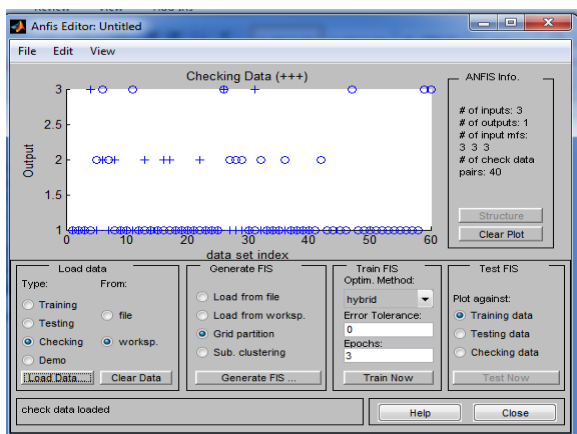 Anfis Editor: Untitled
File Edit View
Checking Data (+++)
3
2.5
2
1.5
1
Output
0 10 20 30 40 50 60
data set index
ANFIS Info.
# of inputs: 3
# of outputs: 1
# of input mfs:
3 3 3
# of check data
pairs: 40
Structure
Clear Plot
Load data
Type: From:
Training
Testing
Checking
Demo
file
worksp.
Load Data... Clear Data
Generate FIS
Load from file
Load from worksp.
Grid partition
Sub. clustering
Generate FIS ...
Train FIS
Optim. Method:
hybrid
Error Tolerance:
0
Epochs:
3
Train Now
Test FIS
Plot against:
Training data
Testing data
Checking data
Test Now
check data loaded
Help Close